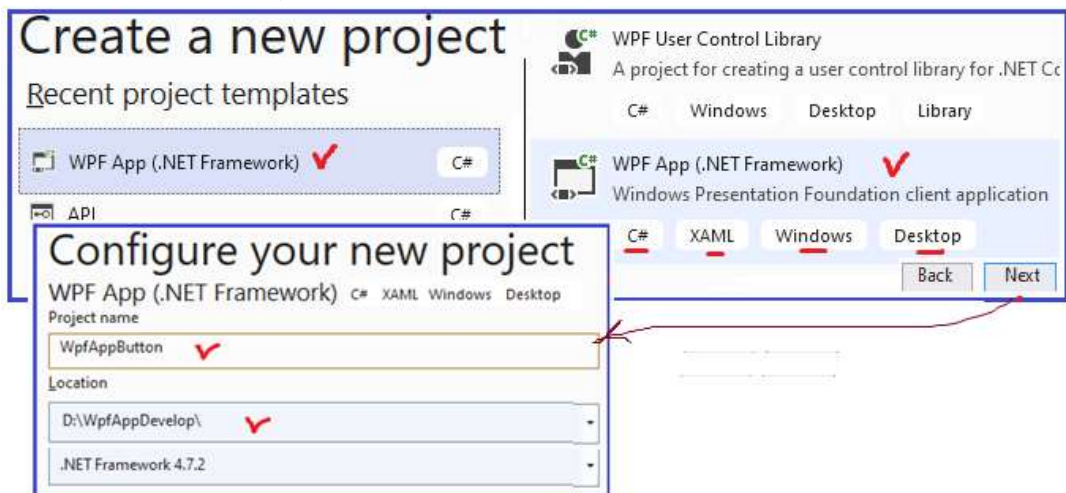 Create a new project
Recent project templates
WPF App (.NET Framework) C#
API C#
WPF User Control Library
A project for creating a user control library for .NET Cc
C# Windows Desktop Library
WPF App (.NET Framework)
Windows Presentation Foundation client application
C# XAML Windows Desktop
Back Next
Configure your new project
WPF App (.NET Framework) C# XAML Windows Desktop
Project name
WpfAppButton
Location
D:\WpfAppDevelop\
.NET Framework 4.7.2